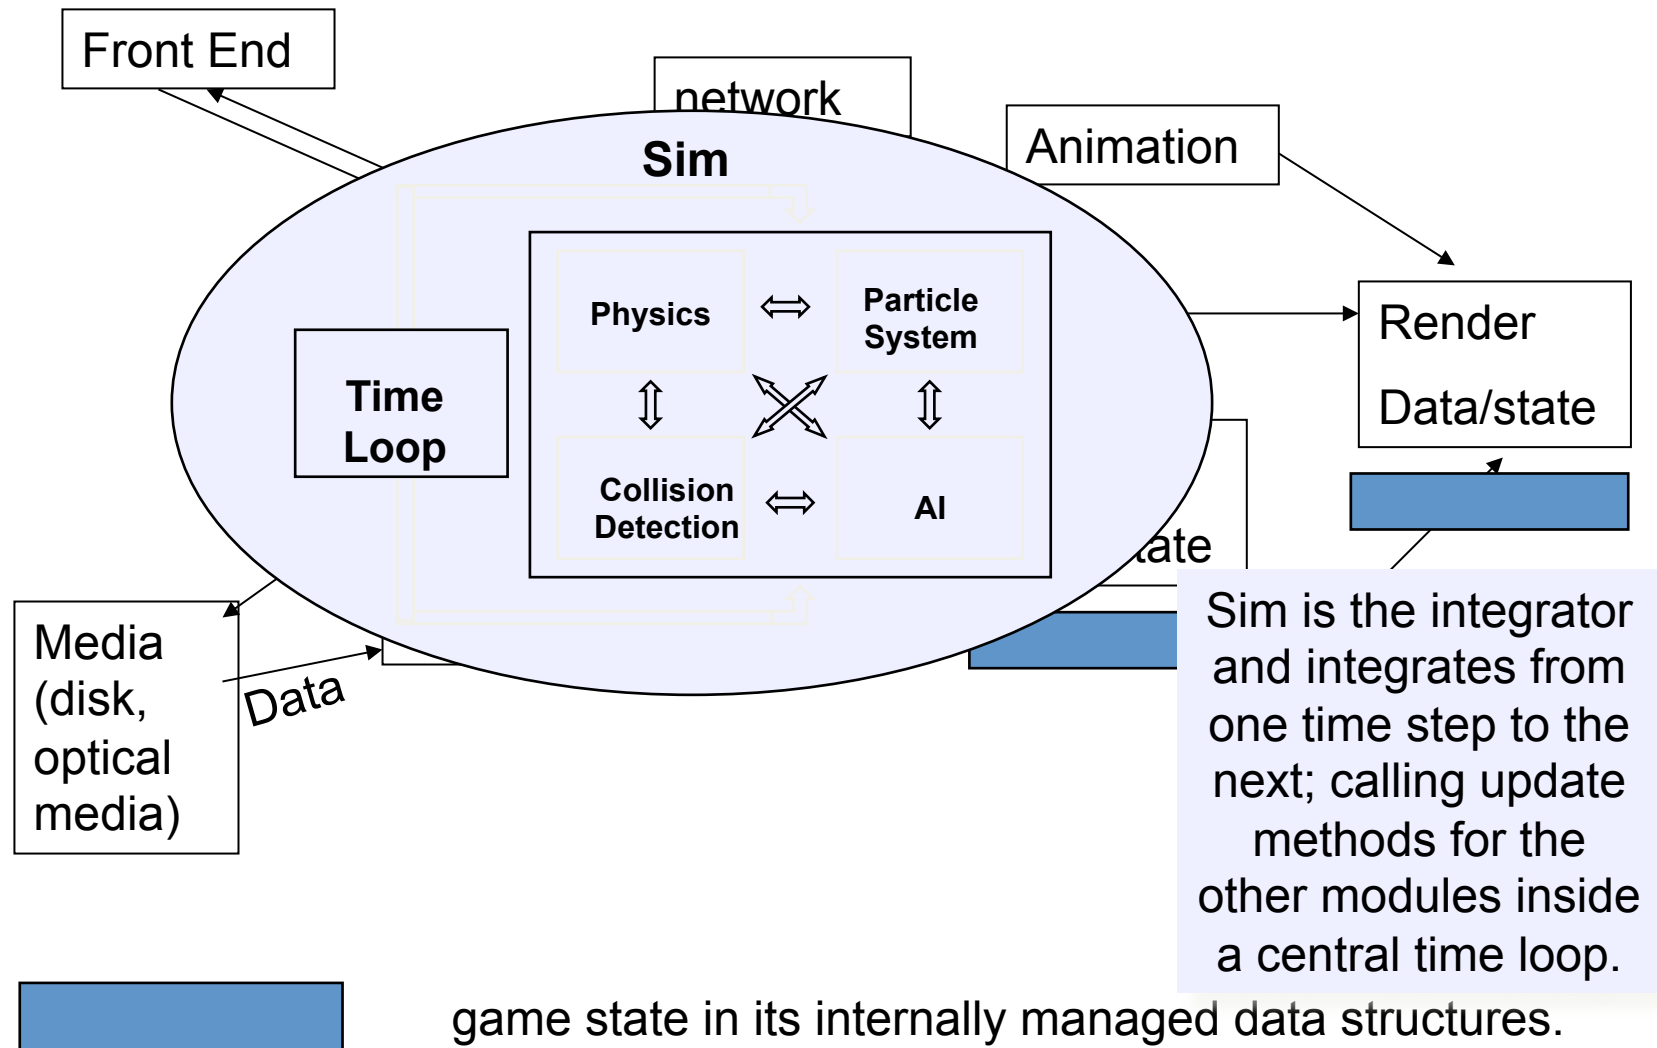 Front End
network
Animation
Sim
Physics
Particle
System
Time
Loop
Collision
Detection
AI
Render
Data/state
tate
Media
(disk,
optical
media)
Data
Sim is the integrator
and integrates from
one time step to the
next; calling update
methods for the
other modules inside
a central time loop.
game state in its internally managed data structures.